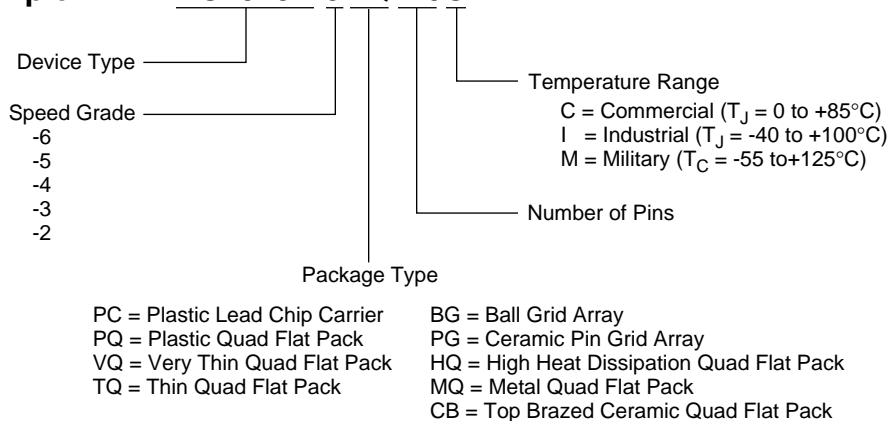 Device Type
Temperature Range
Speed Grade
C = Commercial (TJ = 0 to +85°C)
-6
I = Industrial (TJ = -40 to +100°C)
-5
M = Military (TC = -55 to+125°C)
-4
-3
Number of Pins
-2
Package Type
PC = Plastic Lead Chip Carrier
BG = Ball Grid Array
PQ = Plastic Quad Flat Pack
PG = Ceramic Pin Grid Array
VQ = Very Thin Quad Flat Pack
HQ = High Heat Dissipation Quad Flat Pack
TQ = Thin Quad Flat Pack
MQ = Metal Quad Flat Pack
CB = Top Brazed Ceramic Quad Flat Pack